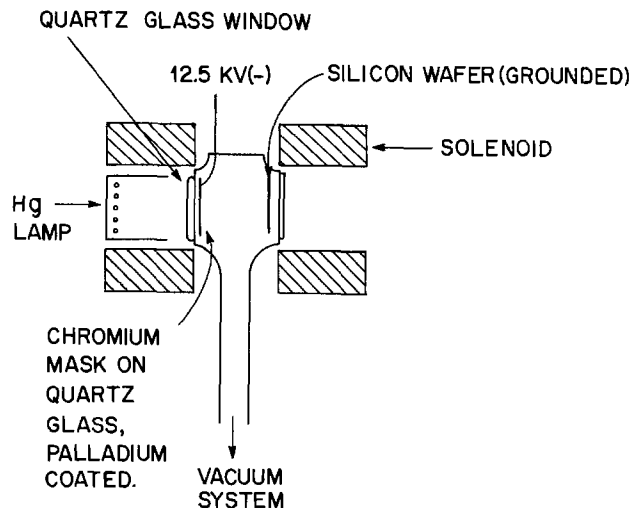 QUARTZ GLASS WINDOW
12.5 KV(-)
SILICON WAFER(GROUNDED)
SOLENOID
Hg
LAMP
CHROMIUM
MASK ON
QUARTZ
GLASS,
PALLADIUM
COATED.
VACUUM
SYSTEM